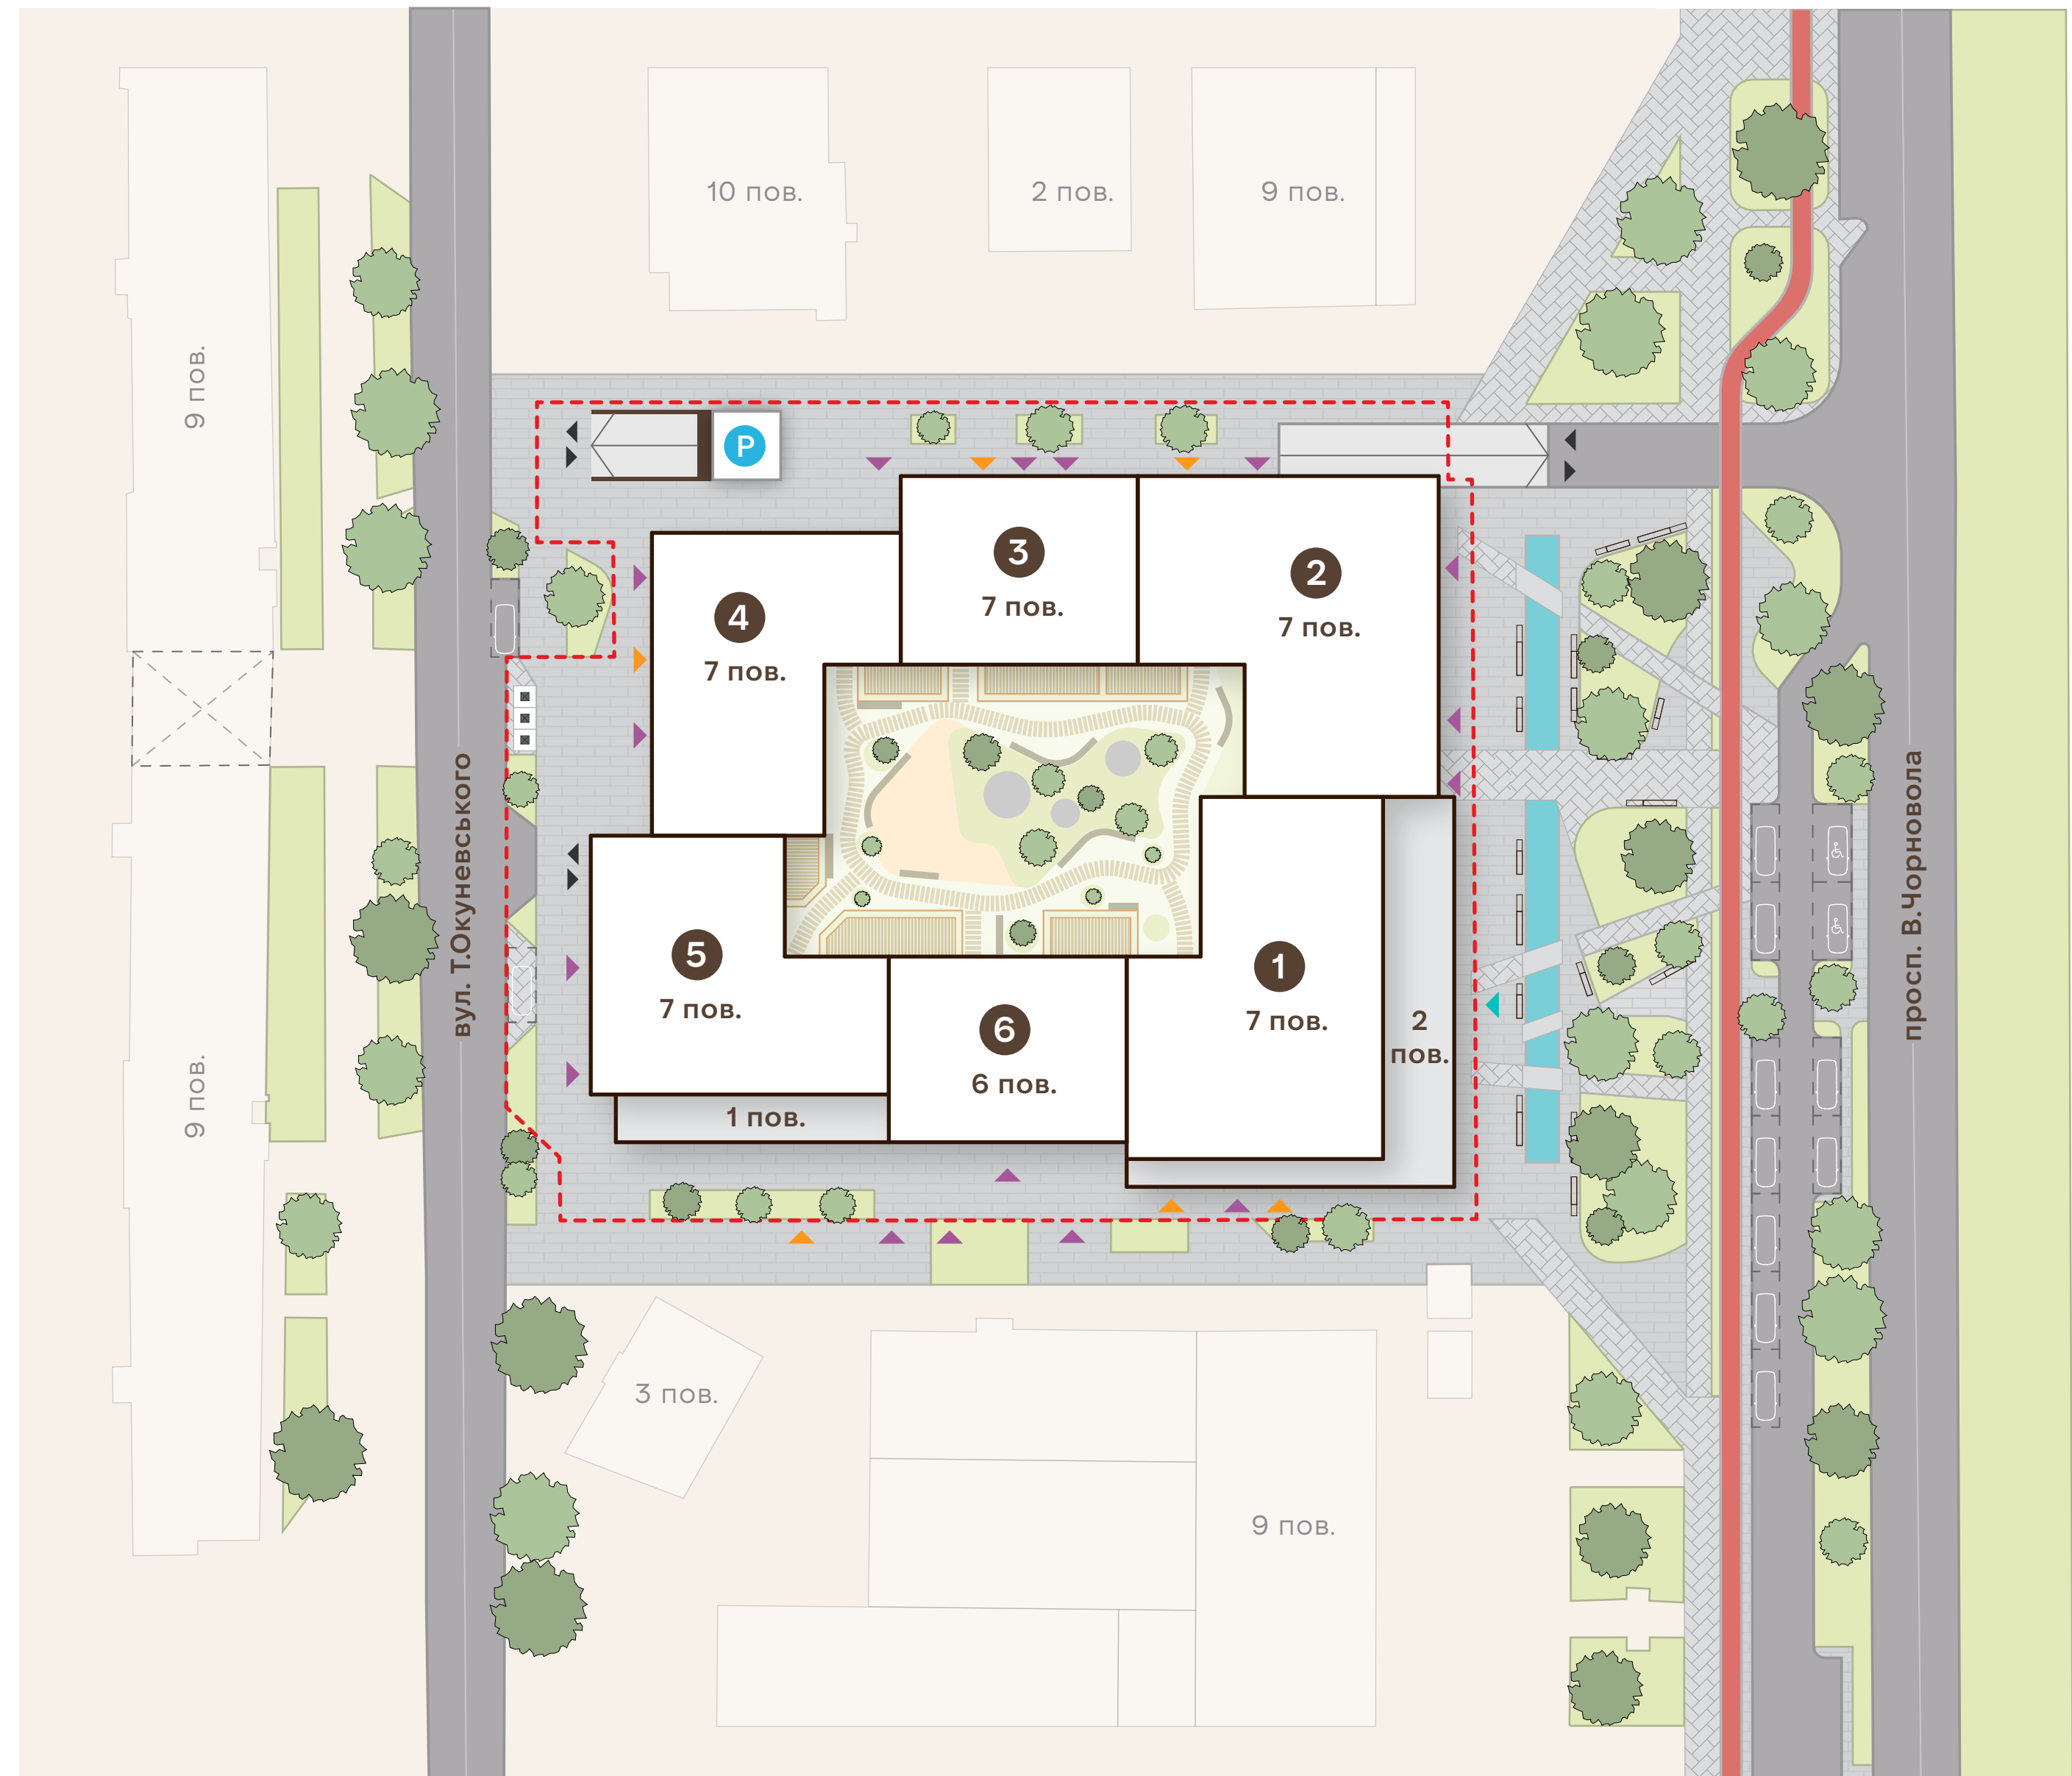 10 пов.
2 пов.
9 пов.
9 пов.
P
3
7 пов.
2
7 пов.
4
7 пов.
вул. Т.Окуневського
просп. В.Чорновола
5
7 пов.
1
7 пов.
2
пов.
6
6 пов.
1 пов.
9 пов.
3 пов.
9 пов.